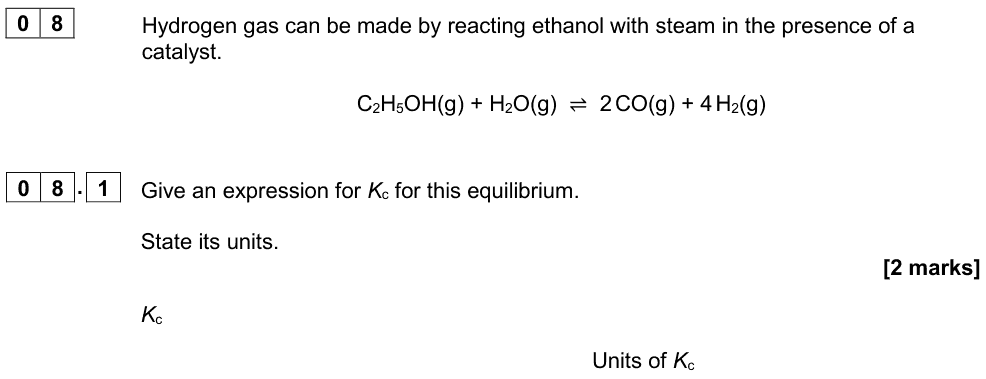 0 8 Hydrogen gas can be made by reacting ethanol with steam in the presence of a
catalyst.
C₂H₅OH(g) + H₂O(g) ⇌ 2 CO(g) + 4 H₂(g)
0 8 . 1 Give an expression for Kc for this equilibrium.
State its units.
[2 marks]
Kc
Units of Kc